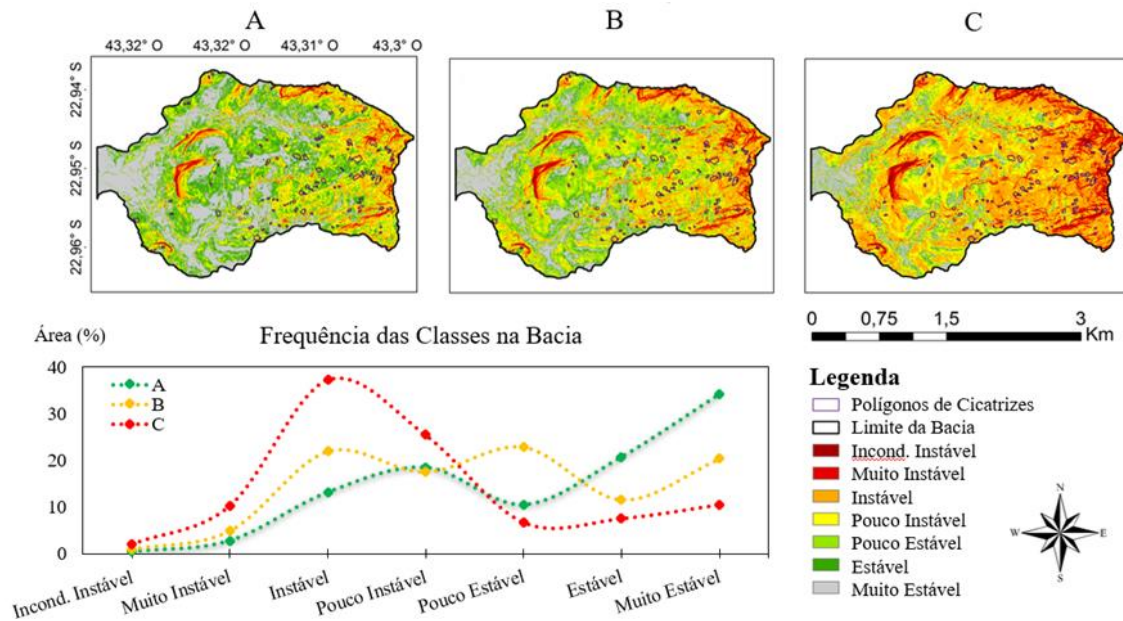 A
B
C
43,32° O
43,32° O
43,31° O
43,3° O
22,94° S
22,95° S
22,96° S
0
0,75
1,5
3
Km
Área (%)
Frequência das Classes na Bacia
40
30
20
10
0
A
B
C
Incond. Instável
Muito Instável
Instável
Pouco Instável
Pouco Estável
Estável
Muito Estável
Legenda
Polígonos de Cicatrizes
Limite da Bacia
Incond. Instável
Muito Instável
Instável
Pouco Instável
Pouco Estável
Estável
Muito Estável
N
W
E
S